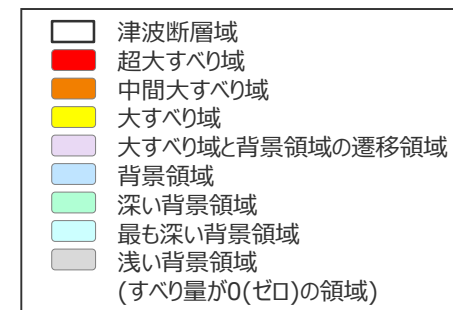 津波断層域
超大すべり域
中間大すべり域
大すべり域
大すべり域と背景領域の遷移領域
背景領域
深い背景領域
最も深い背景領域
浅い背景領域
(すべり量が0(ゼロ)の領域)